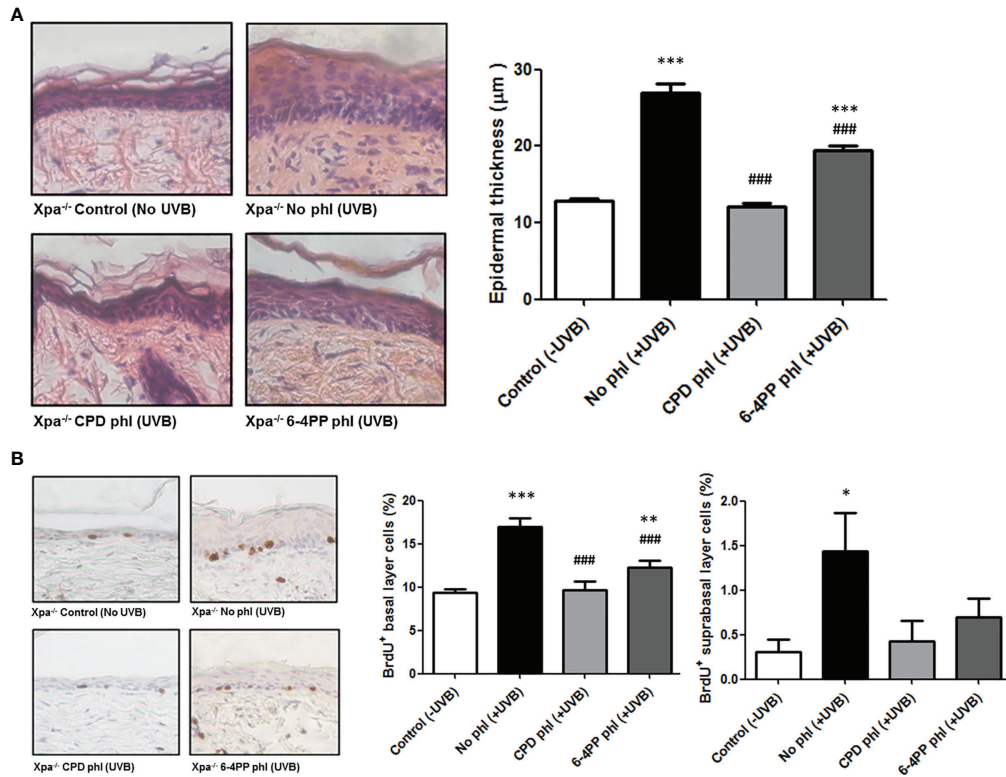 A
Xpa-/- Control (No UVB)
Xpa-/- No phl (UVB)
Xpa-/- CPD phl (UVB)
Xpa-/- 6-4PP phl (UVB)
Epidermal thickness (μm)
30
20
10
0
***
###
***
###
Control (-UVB)
No phl (+UVB)
CPD phl (+UVB)
6-4PP phl (+UVB)
B
Xpa-/- Control (No UVB)
Xpa-/- No phl (UVB)
Xpa-/- CPD phl (UVB)
Xpa-/- 6-4PP phl (UVB)
BrdU+ basal layer cells (%)
20
15
10
5
0
***
###
**
###
Control (-UVB)
No phl (+UVB)
CPD phl (+UVB)
6-4PP phl (+UVB)
BrdU+ suprabasal layer cells (%)
2.0
1.5
1.0
0.5
0.0
*
Control (-UVB)
No phl (+UVB)
CPD phl (+UVB)
6-4PP phl (+UVB)